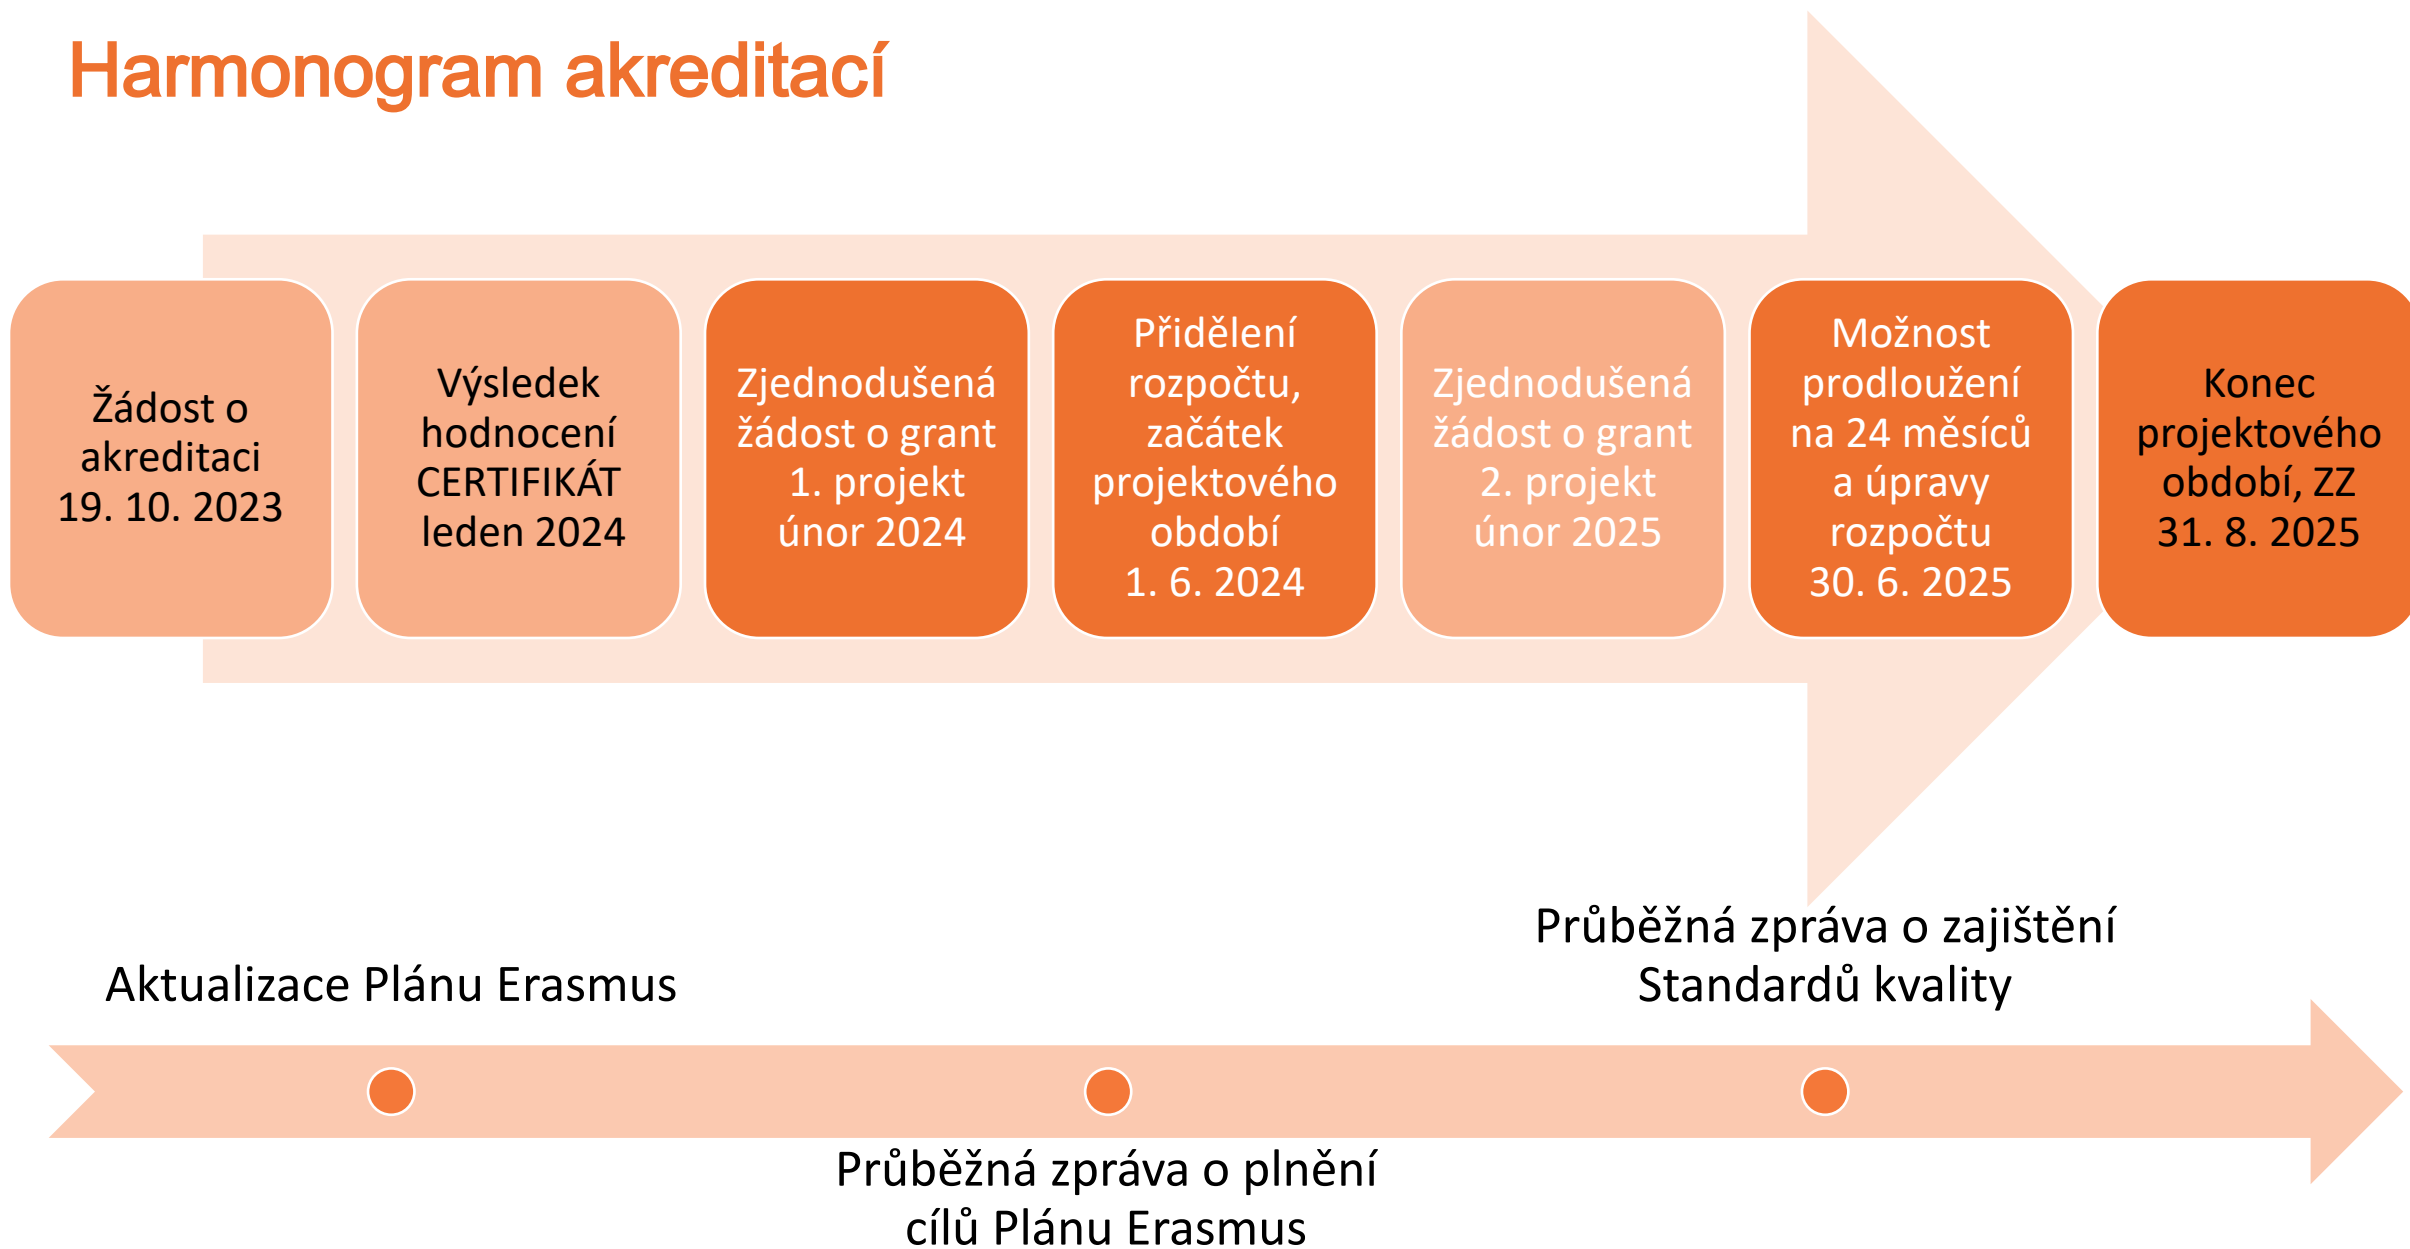 Harmonogram akreditací
Žádost o
akreditaci
19. 10. 2023
Výsledek
hodnocení
CERTIFIKÁT
leden 2024
Zjednodušená
žádost o grant
1. projekt
únor 2024
Přidělení
rozpočtu,
začátek
projektového
období
1. 6. 2024
Zjednodušená
žádost o grant
2. projekt
únor 2025
Možnost
prodloužení
na 24 měsíců
a úpravy
rozpočtu
30. 6. 2025
Konec
projektového
období, ZZ
31. 8. 2025
Aktualizace Plánu Erasmus
Průběžná zpráva o plnění
cílů Plánu Erasmus
Průběžná zpráva o zajištění
Standardů kvality